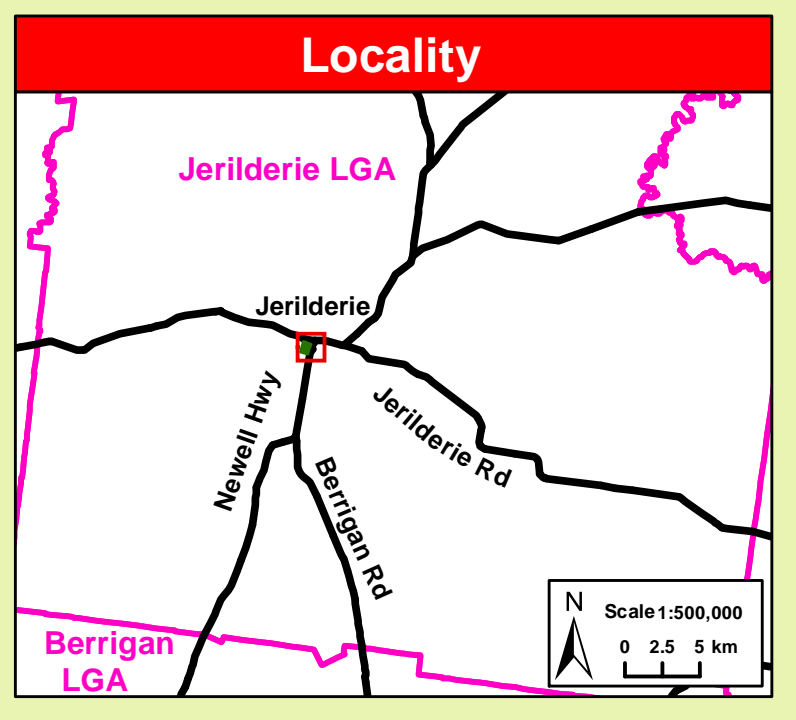 Locality
Jerilderie LGA
Jerilderie
Newell Hwy
Jerilderie Rd
Berrigan Rd
Berrigan
LGA
N
Scale 1:500,000
0 2.5 5 km